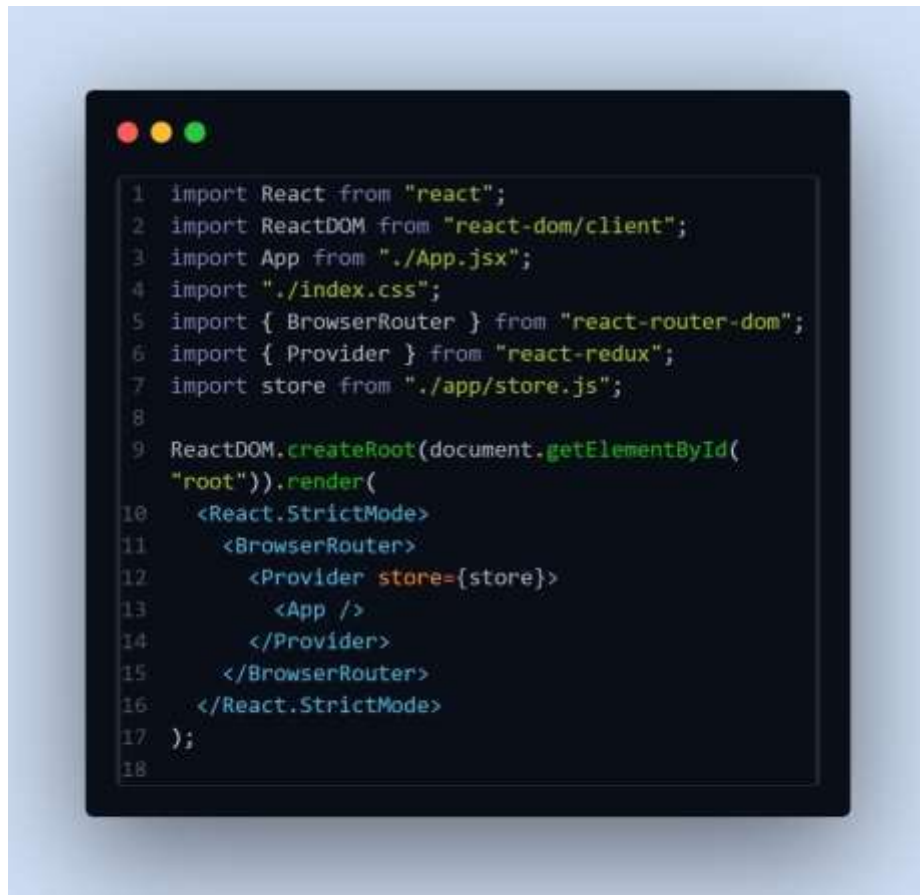 1 import React from "react";
2 import ReactDOM from "react-dom/client";
3 import App from "./App.jsx";
4 import "./index.css";
5 import { BrowserRouter } from "react-router-dom";
6 import { Provider } from "react-redux";
7 import store from "./app/store.js";
8
9 ReactDOM.createRoot(document.getElementById(
"root")).render(
10   <React.StrictMode>
11     <BrowserRouter>
12       <Provider store={store}>
13         <App />
14       </Provider>
15     </BrowserRouter>
16   </React.StrictMode>
17 );
18